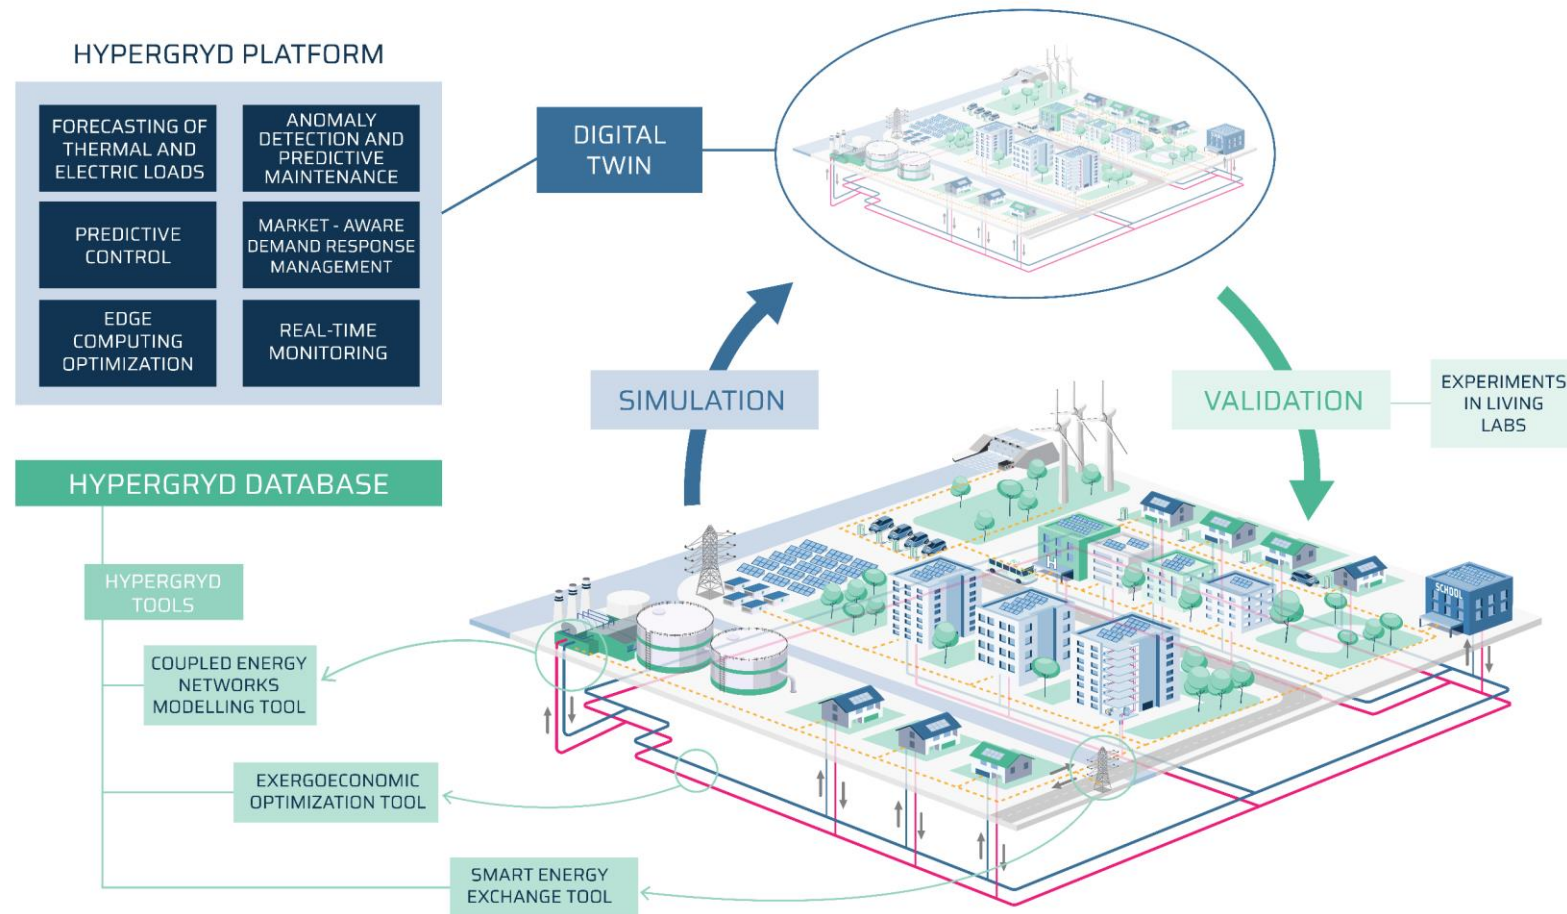 HYPERGRYD PLATFORM
FORECASTING OF
THERMAL AND
ELECTRIC LOADS
ANOMALY
DETECTION AND
PREDICTIVE
MAINTENANCE
PREDICTIVE
CONTROL
MARKET - AWARE
DEMAND RESPONSE
MANAGEMENT
EDGE
COMPUTING
OPTIMIZATION
REAL-TIME
MONITORING
DIGITAL
TWIN
SIMULATION
VALIDATION
EXPERIMENTS
IN LIVING
LABS
HYPERGRYD DATABASE
HYPERGRYD
TOOLS
COUPLED ENERGY
NETWORKS
MODELLING TOOL
EXERGOECONOMIC
OPTIMIZATION TOOL
SMART ENERGY
EXCHANGE TOOL
H
SCHOOL